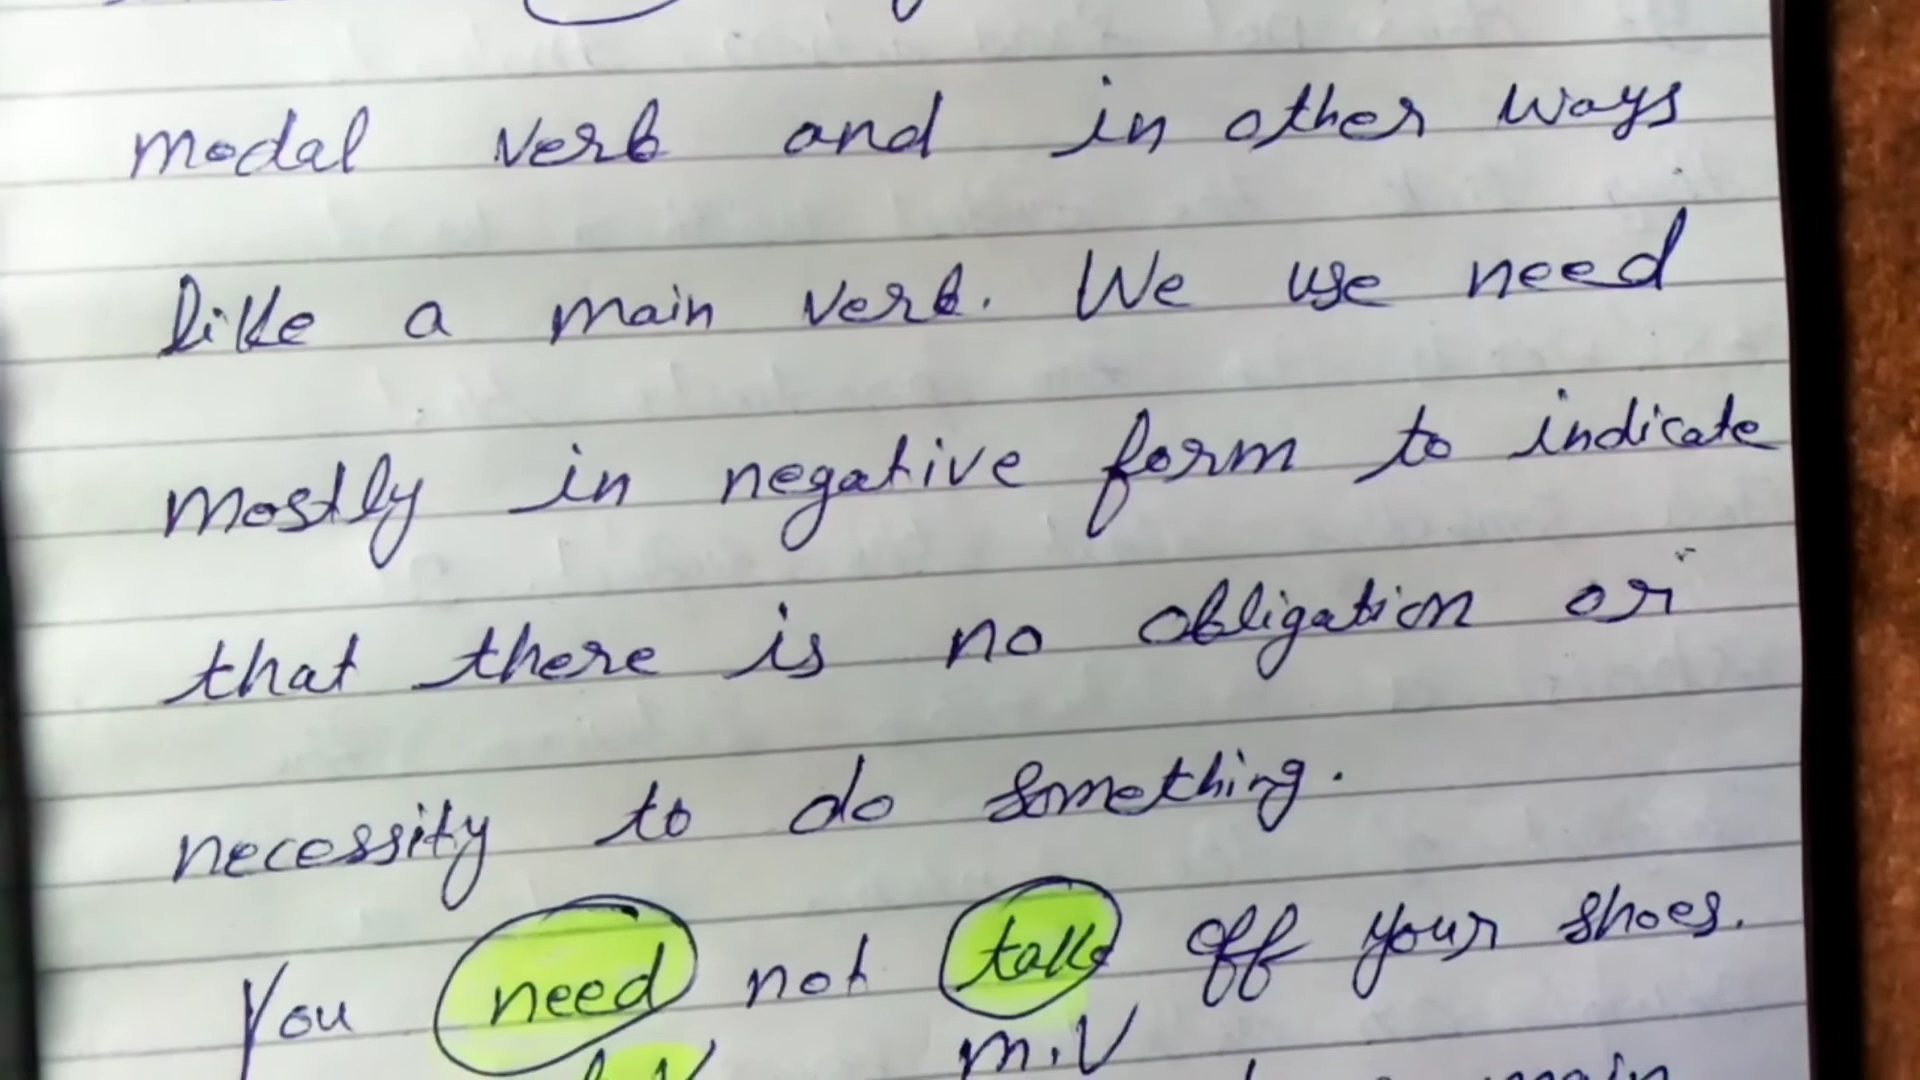 modal verb and in other ways
like a main verb. We use need
mostly in negative form to indicate
that there is no obligation or
necessity to do something.
You need not take off your shoes.
m.V
main